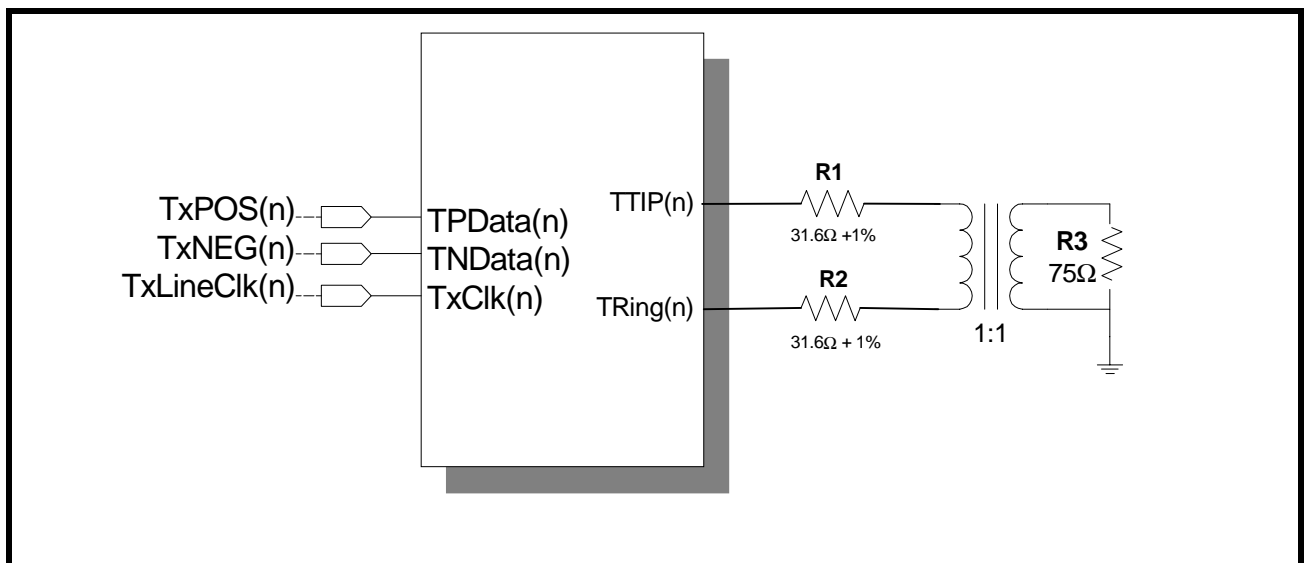 TxPOS(n)
TxNEG(n)
TxLineClk(n)
TPData(n)
TNData(n)
TxClk(n)
TTIP(n)
TRing(n)
R1
31.6Ω +1%
R2
31.6Ω + 1%
R3
75Ω
1:1